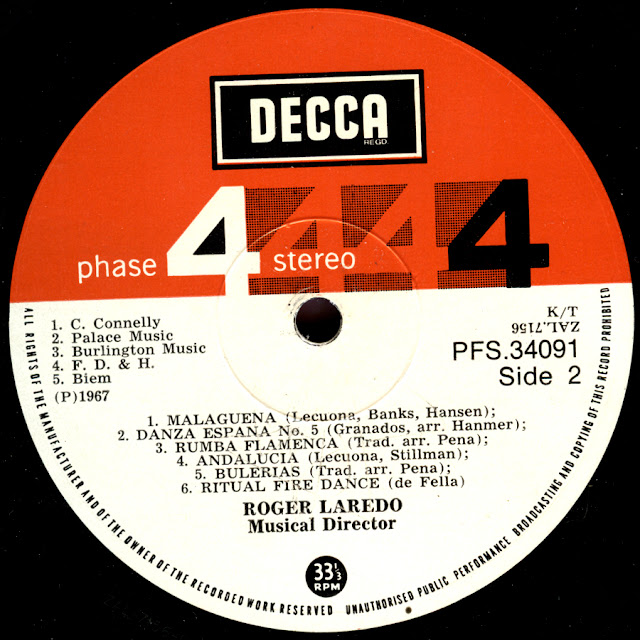 DECCA
REGD.
phase 4 stereo 4
1. C. Connelly
2. Palace Music
3. Burlington Music
4. F. D. & H.
5. Biem
(P)1967
K/T
ZAL.7156
PFS.34091
Side 2
1. MALAGUENA (Lecuona, Banks, Hansen);
2. DANZA ESPANA No. 5 (Granados, arr. Hanmer);
3. RUMBA FLAMENCA (Trad. arr. Pena);
4. ANDALUCIA (Lecuona, Stillman);
5. BULERIAS (Trad. arr. Pena);
6. RITUAL FIRE DANCE (de Fella)
ROGER LAREDO
Musical Director
33⅓
RPM
ALL RIGHTS OF THE MANUFACTURER AND OF THE OWNER OF THE RECORDED WORK RESERVED UNAUTHORISED PUBLIC PERFORMANCE BROADCASTING AND COPYING OF THIS RECORD PROHIBITED